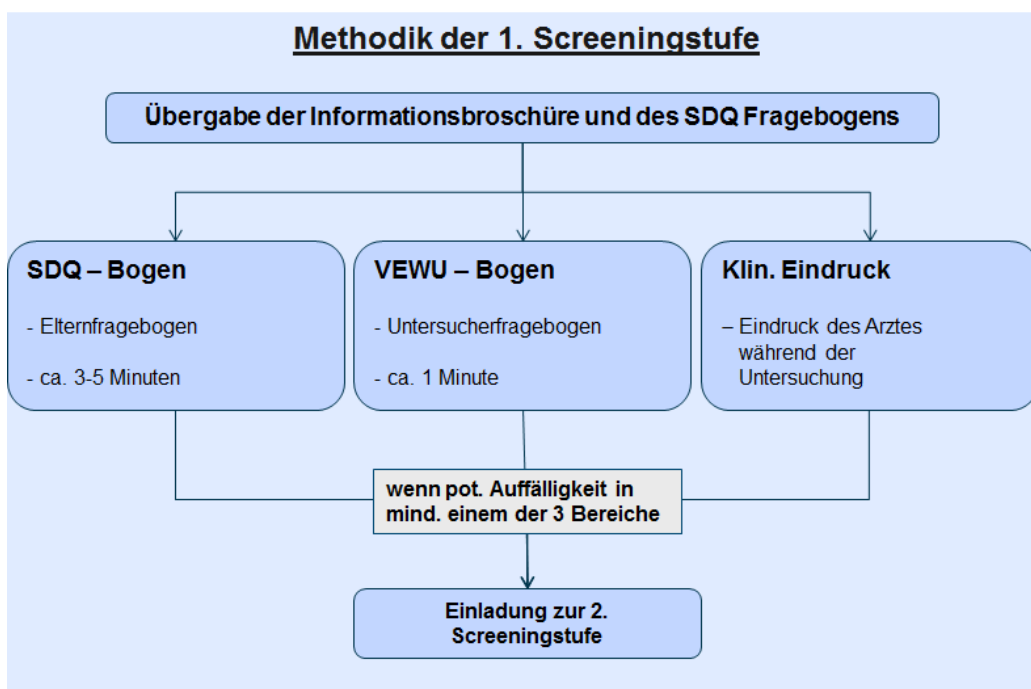 Methodik der 1. Screeningstufe
Übergabe der Informationsbroschüre und des SDQ Fragebogens
SDQ – Bogen
- Elternfragebogen
- ca. 3-5 Minuten
VEWU – Bogen
- Untersucherfragebogen
- ca. 1 Minute
Klin. Eindruck
– Eindruck des Arztes
während der
Untersuchung
wenn pot. Auffälligkeit in
mind. einem der 3 Bereiche
Einladung zur 2.
Screeningstufe